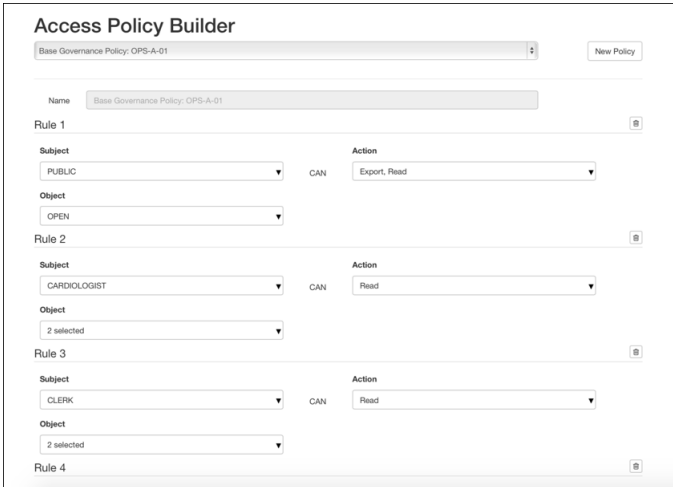 Access Policy Builder
Base Governance Policy: OPS-A-01
New Policy
Name Base Governance Policy: OPS-A-01
Rule 1
Subject Action
PUBLIC CAN Export, Read
Object
OPEN
Rule 2
Subject Action
CARDIOLOGIST CAN Read
Object
2 selected
Rule 3
Subject Action
CLERK CAN Read
Object
2 selected
Rule 4